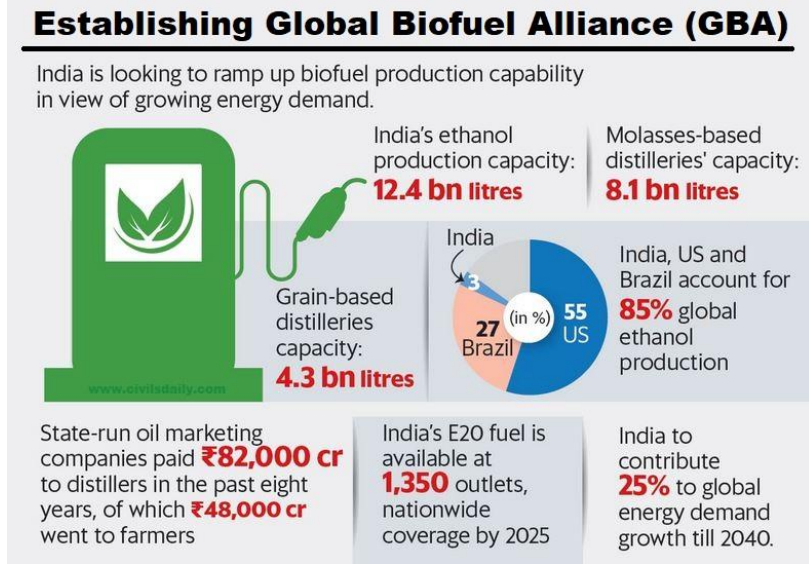 Establishing Global Biofuel Alliance (GBA)
India is looking to ramp up biofuel production capability
in view of growing energy demand.
India's ethanol
production capacity:
12.4 bn litres
Molasses-based
distilleries' capacity:
8.1 bn litres
Grain-based
distilleries
capacity:
4.3 bn litres
India
3
(in %)
55
US
27
Brazil
India, US and
Brazil account for
85% global
ethanol
production
www.civilsdaily.com
State-run oil marketing
companies paid ₹82,000 cr
to distillers in the past eight
years, of which ₹48,000 cr
went to farmers
India's E20 fuel is
available at
1,350 outlets,
nationwide
coverage by 2025
India to
contribute
25% to global
energy demand
growth till 2040.